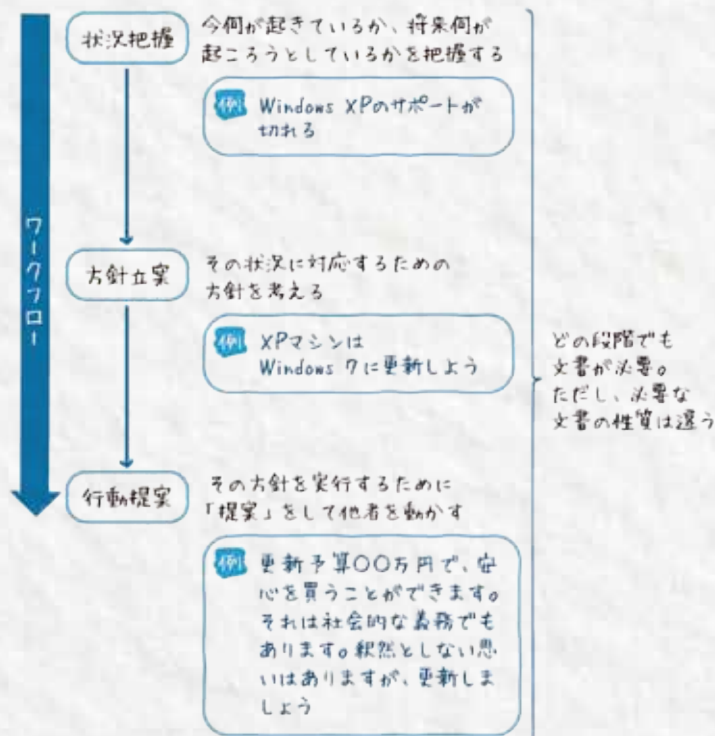 状況把握
今何が起きているか、将来何が
起ころうとしているかを把握する
例 Windows XPのサポートが
切れる
ワークフロー
方針立案
その状況に対応するための
方針を考える
例 XPマシンは
Windows 7に更新しよう
どの段階でも
文書が必要。
ただし、必要な
文書の性質は違う
行動提案
その方針を実行するために
「提案」をして他者を動かす
例 更新予算〇〇万円で、安
心を買うことができます。
それは社会的な義務でも
あります。釈然としない思
いはありますが、更新しま
しょう